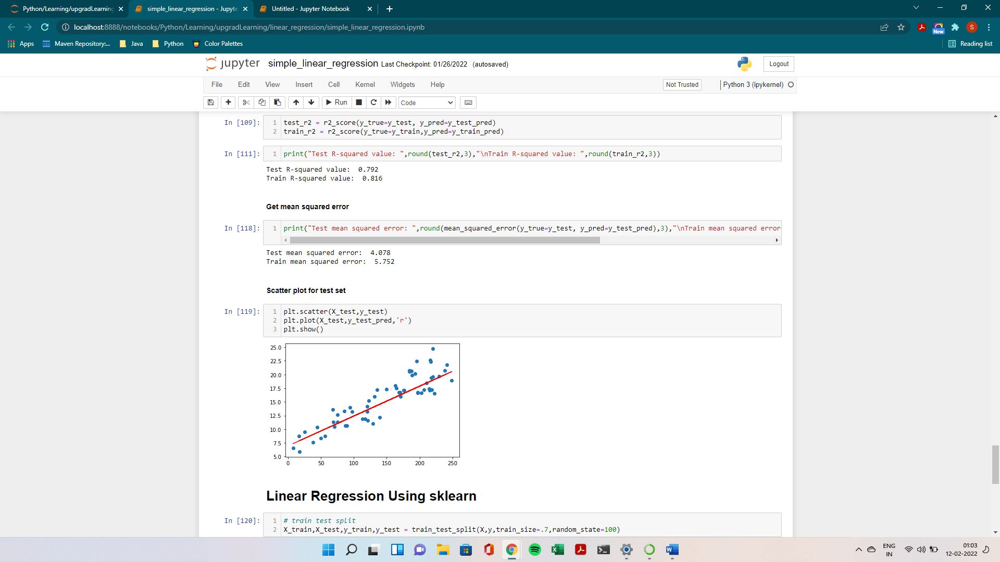 Python/Learning/upgradLearning
simple_linear_regression - Jupyte
Untitled - Jupyter Notebook
localhost:8888/notebooks/Python/Learning/upgradLearning/linear_regression/simple_linear_regression.ipynb
New
S
Apps
Maven Repository:...
Java
Python
Color Palettes
Reading list
jupyter simple_linear_regression Last Checkpoint: 01/26/2022 (autosaved)
Logout
File Edit View Insert Cell Kernel Widgets Help
Not Trusted
Python 3 (ipykernel)
Run
Code
In [109]:
1 test_r2 = r2_score(y_true=y_test, y_pred=y_test_pred)
2 train_r2 = r2_score(y_true=y_train,y_pred=y_train_pred)
In [111]:
1 print("Test R-squared value: ",round(test_r2,3),"\nTrain R-squared value: ",round(train_r2,3))
Test R-squared value:  0.792
Train R-squared value:  0.816
Get mean squared error
In [118]:
1 print("Test mean squared error: ",round(mean_squared_error(y_true=y_test, y_pred=y_test_pred),3),"\nTrain mean squared error
Test mean squared error:  4.078
Train mean squared error:  5.752
Scatter plot for test set
In [119]:
1 plt.scatter(X_test,y_test)
2 plt.plot(X_test,y_test_pred,'r')
3 plt.show()
25.0
22.5
20.0
17.5
15.0
12.5
10.0
7.5
5.0
0 50 100 150 200 250
Linear Regression Using sklearn
In [120]:
1 # train test split
2 X_train,X_test,y_train,y_test = train_test_split(X,y,train_size=.7,random_state=100)
ENG
IN
01:03
12-02-2022